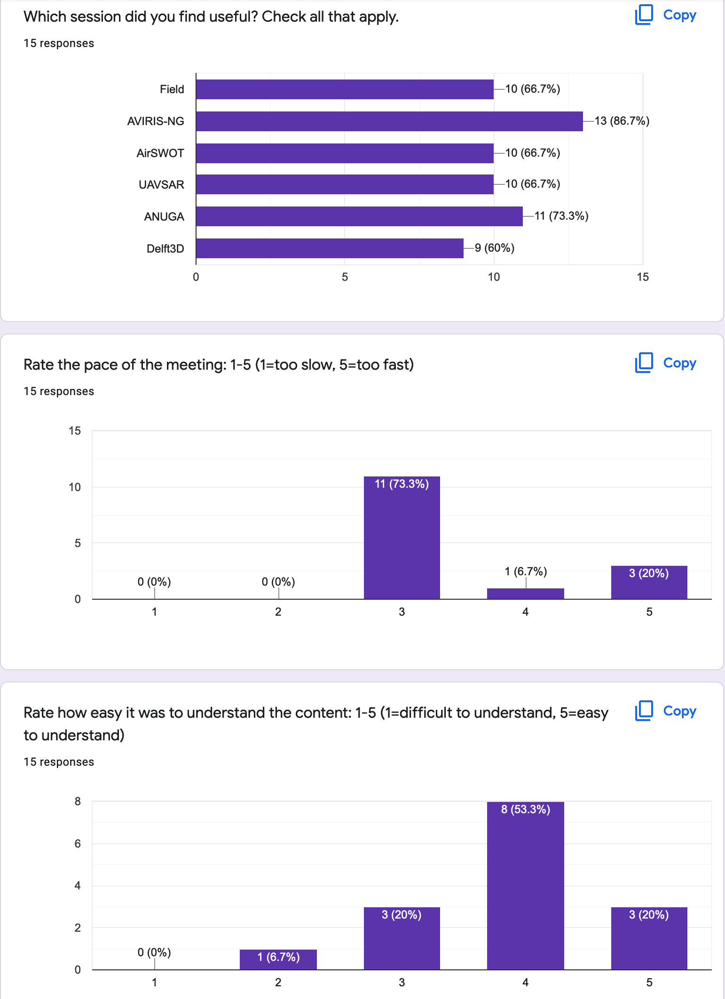 Which session did you find useful? Check all that apply.
Copy
15 responses
Field
10 (66.7%)
AVIRIS-NG
13 (86.7%)
AirSWOT
10 (66.7%)
UAVSAR
10 (66.7%)
ANUGA
11 (73.3%)
Delft3D
9 (60%)
0 5 10 15
Rate the pace of the meeting: 1-5 (1=too slow, 5=too fast)
Copy
15 responses
15
10
5
0
0 (0%)
0 (0%)
11 (73.3%)
1 (6.7%)
3 (20%)
1 2 3 4 5
Rate how easy it was to understand the content: 1-5 (1=difficult to understand, 5=easy
to understand)
Copy
15 responses
8
6
4
2
0
0 (0%)
1 (6.7%)
3 (20%)
8 (53.3%)
3 (20%)
1 2 3 4 5